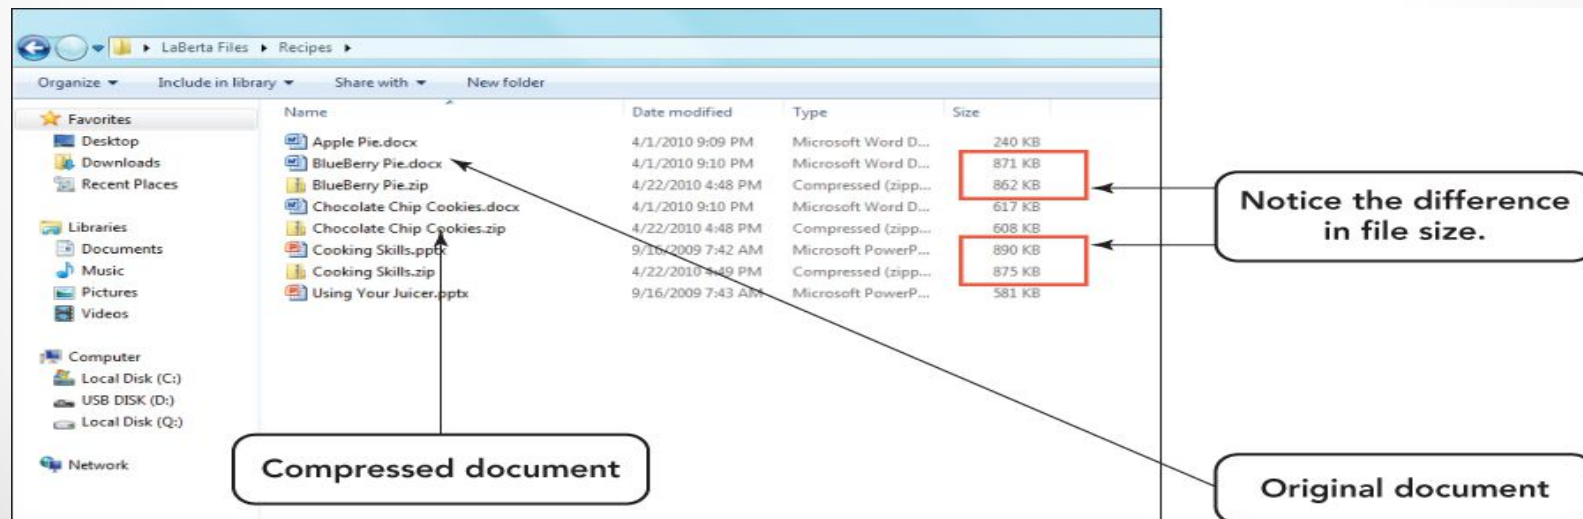 LaBerta Files Recipes
Organize Include in library Share with New folder
Name Date modified Type Size
Favorites
Desktop
Downloads
Recent Places
Libraries
Documents
Music
Pictures
Videos
Computer
Local Disk (C:)
USB DISK (D:)
Local Disk (Q:)
Network
Apple Pie.docx 4/1/2010 9:09 PM Microsoft Word D... 240 KB
BlueBerry Pie.docx 4/1/2010 9:10 PM Microsoft Word D... 871 KB
BlueBerry Pie.zip 4/22/2010 4:48 PM Compressed (zipp... 862 KB
Chocolate Chip Cookies.docx 4/1/2010 9:10 PM Microsoft Word D... 617 KB
Chocolate Chip Cookies.zip 4/22/2010 4:48 PM Compressed (zipp... 608 KB
Cooking Skills.pptx 9/16/2009 7:42 AM Microsoft PowerP... 890 KB
Cooking Skills.zip 4/22/2010 4:49 PM Compressed (zipp... 875 KB
Using Your Juicer.pptx 9/16/2009 7:43 AM Microsoft PowerP... 581 KB
Notice the difference
in file size.
Compressed document
Original document